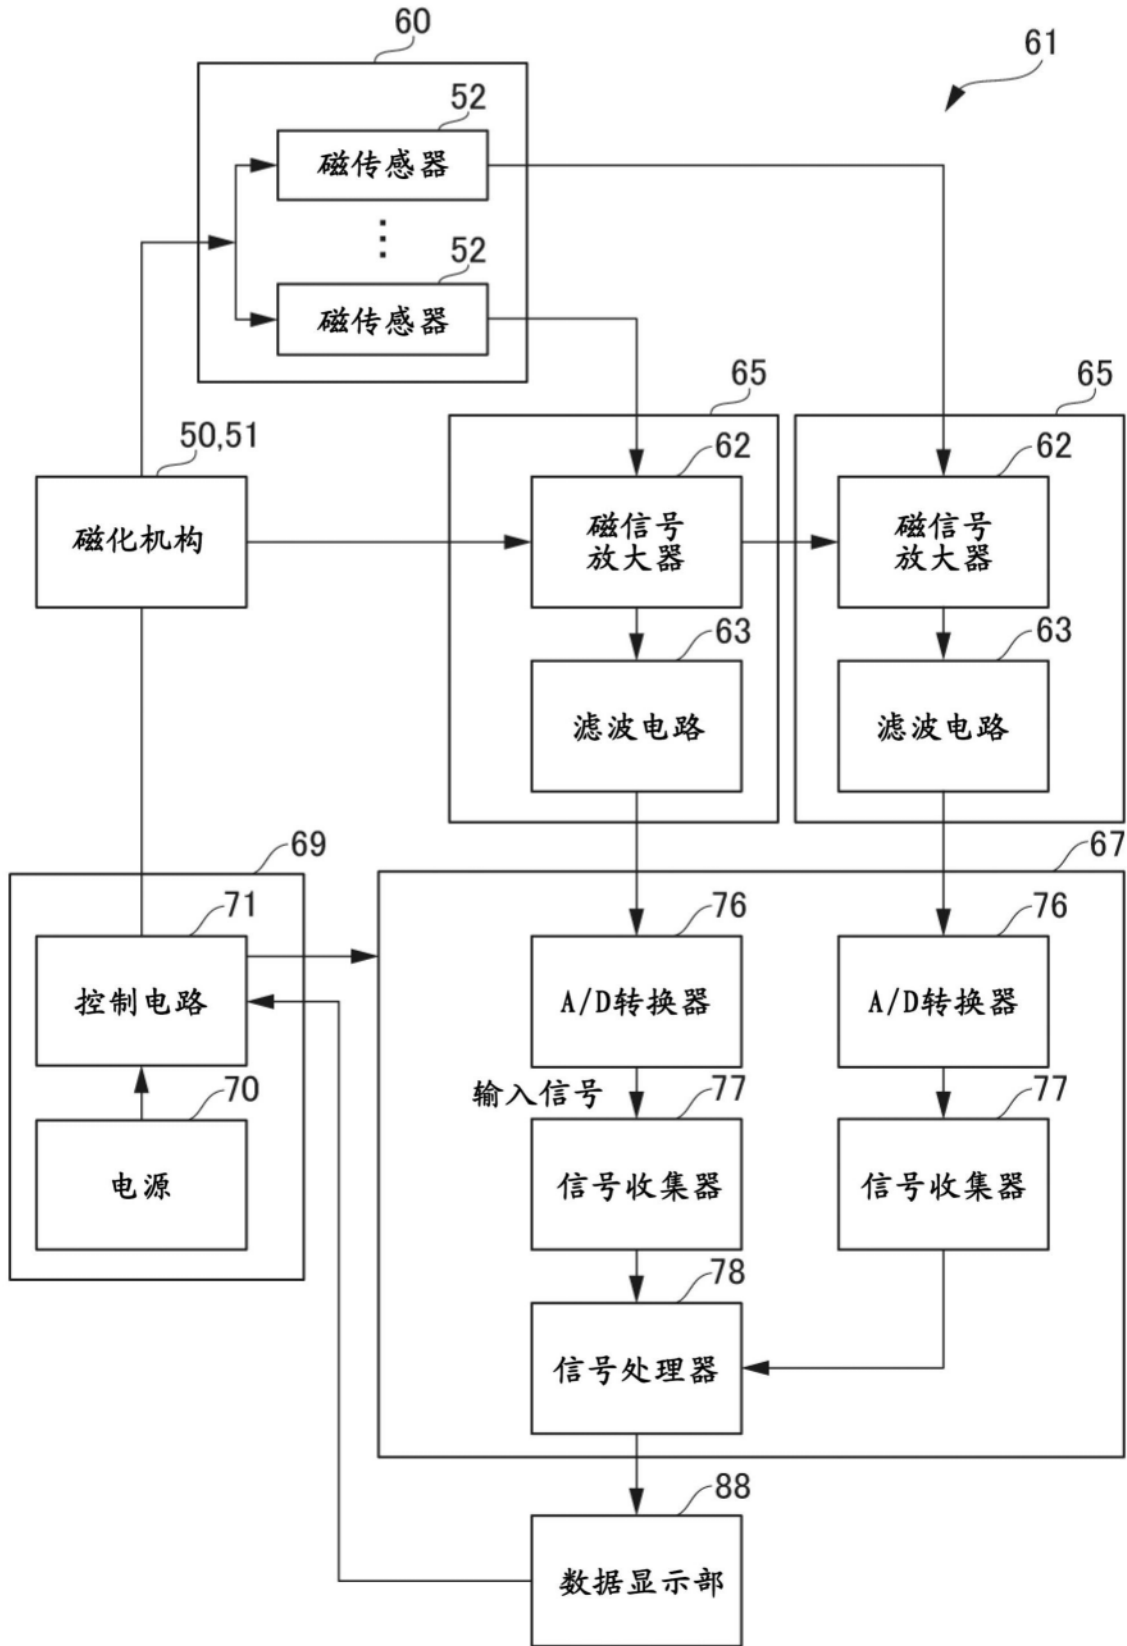 60
61
52
磁传感器
52
磁传感器
65
65
50,51
62
62
磁化机构
磁信号
放大器
磁信号
放大器
63
63
滤波电路
滤波电路
69
67
71
76
76
控制电路
A/D转换器
A/D转换器
70
输入信号
77
77
电源
信号收集器
信号收集器
78
信号处理器
88
数据显示部